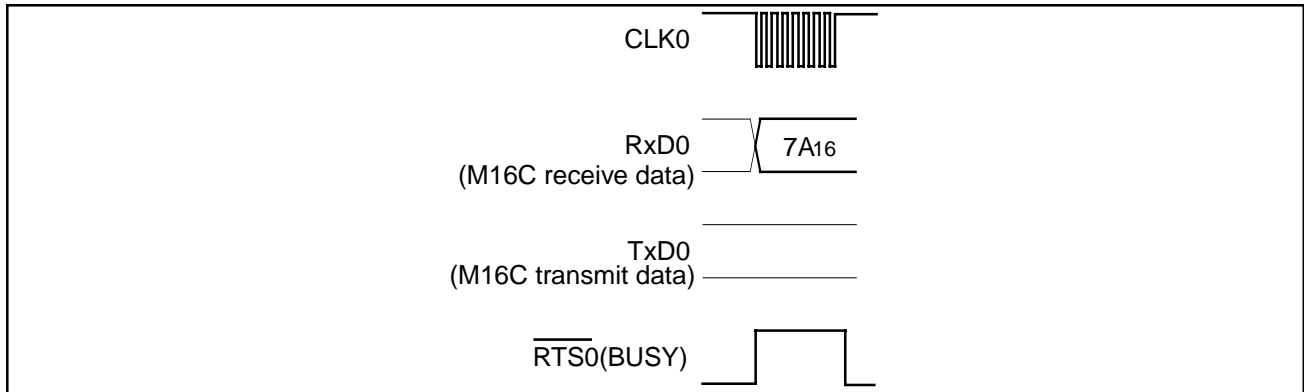 CLK0
RxD0
(M16C receive data)
7A16
TxD0
(M16C transmit data)
RTS0(BUSY)